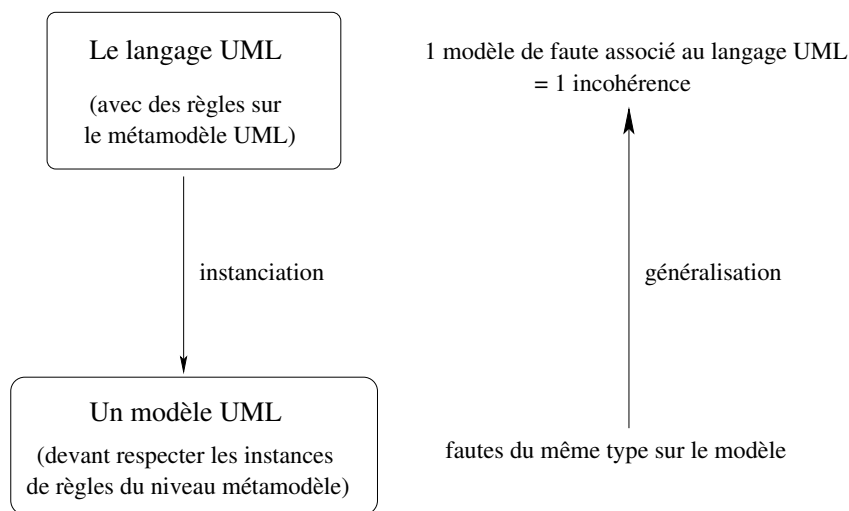 Le langage UML
(avec des règles sur
le métamodèle UML)
1 modèle de faute associé au langage UML
= 1 incohérence
instanciation
généralisation
Un modèle UML
(devant respecter les instances
de règles du niveau métamodèle)
fautes du même type sur le modèle